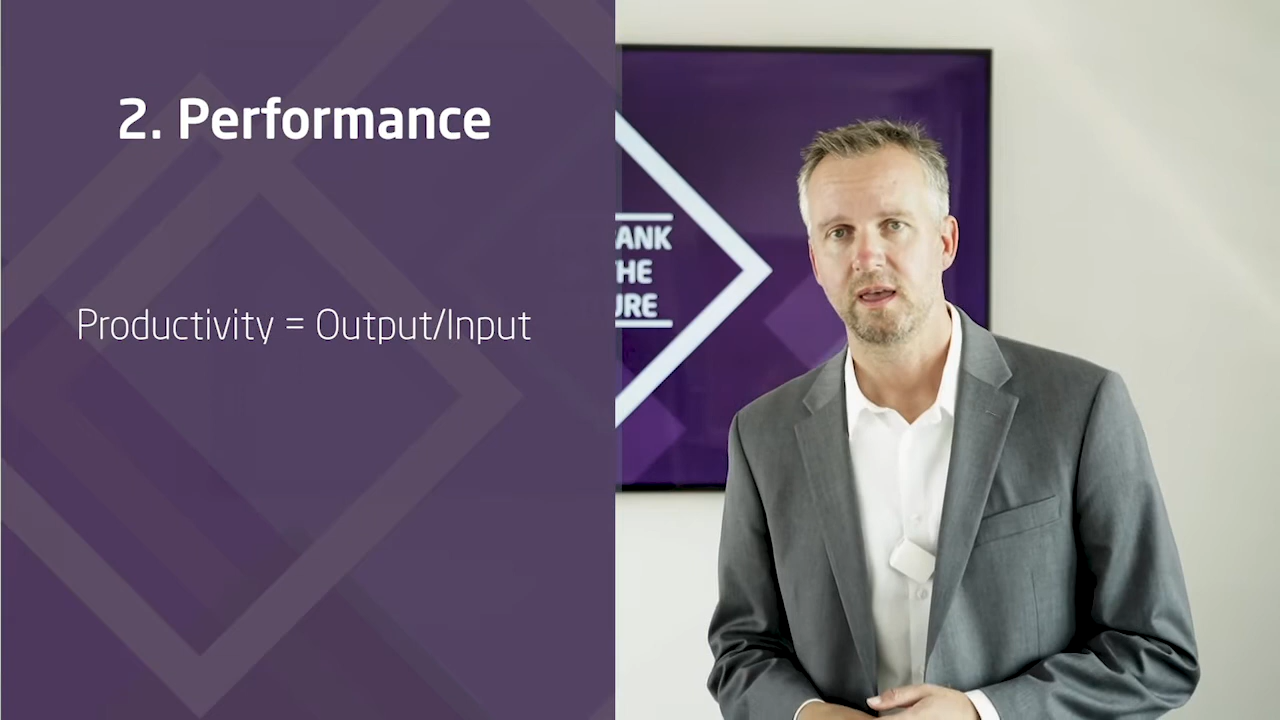 2. Performance
Productivity = Output/Input